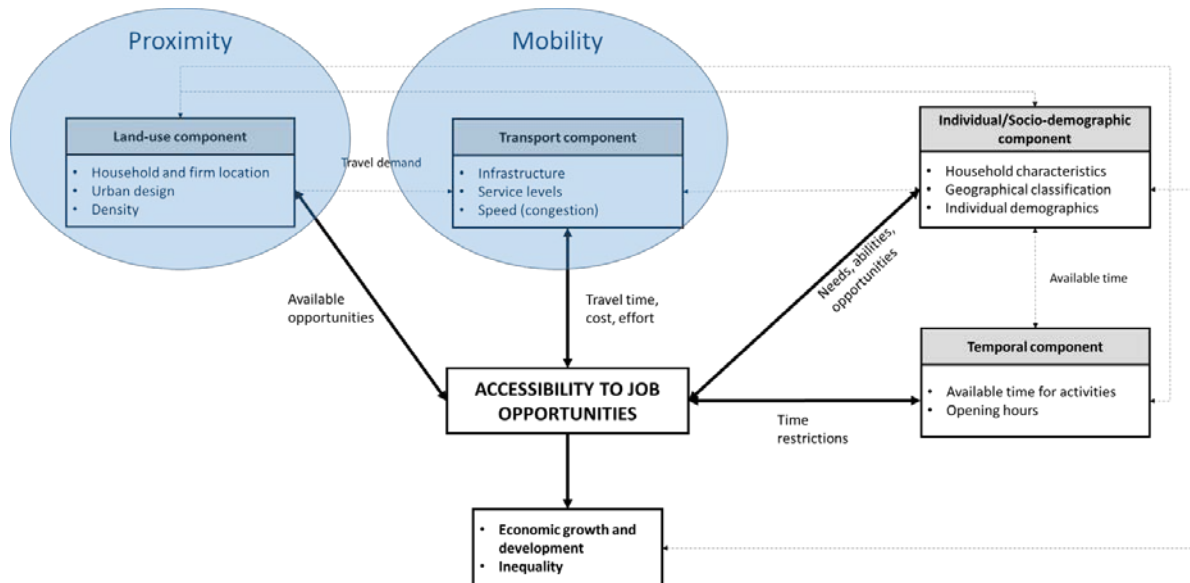 Proximity
Mobility
Land-use component
• Household and firm location
• Urban design
• Density
Travel demand
Transport component
• Infrastructure
• Service levels
• Speed (congestion)
Individual/Socio-demographic
component
• Household characteristics
• Geographical classification
• Individual demographics
Available
opportunities
Travel time,
cost, effort
Needs, abilities,
opportunities
Available time
Temporal component
• Available time for activities
• Opening hours
ACCESSIBILITY TO JOB
OPPORTUNITIES
Time
restrictions
• Economic growth and
development
• Inequality